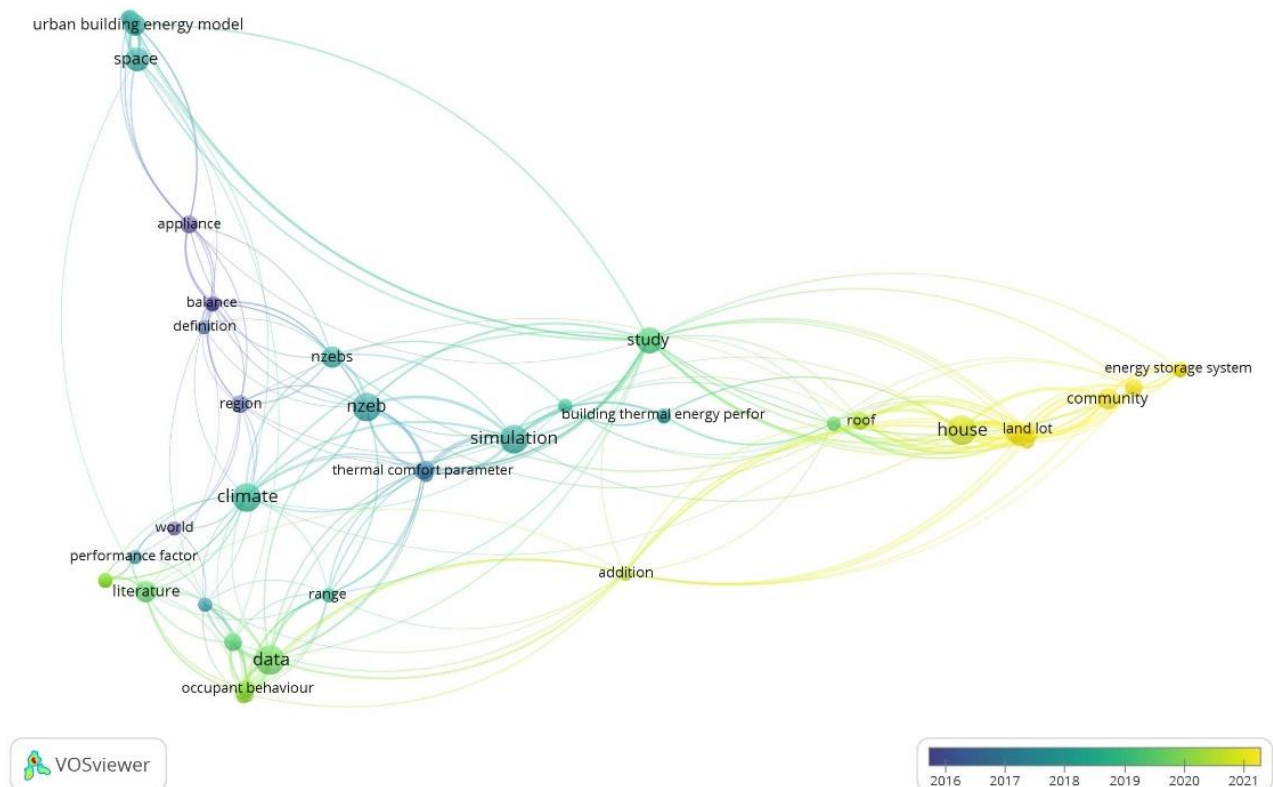 urban building energy model
space
appliance
balance
definition
nzebs
study
energy storage system
community
region
nzeb
building thermal energy perfor
roof
house
land lot
simulation
thermal comfort parameter
climate
world
performance factor
addition
literature
range
data
occupant behaviour
VOSviewer
2016 2017 2018 2019 2020 2021